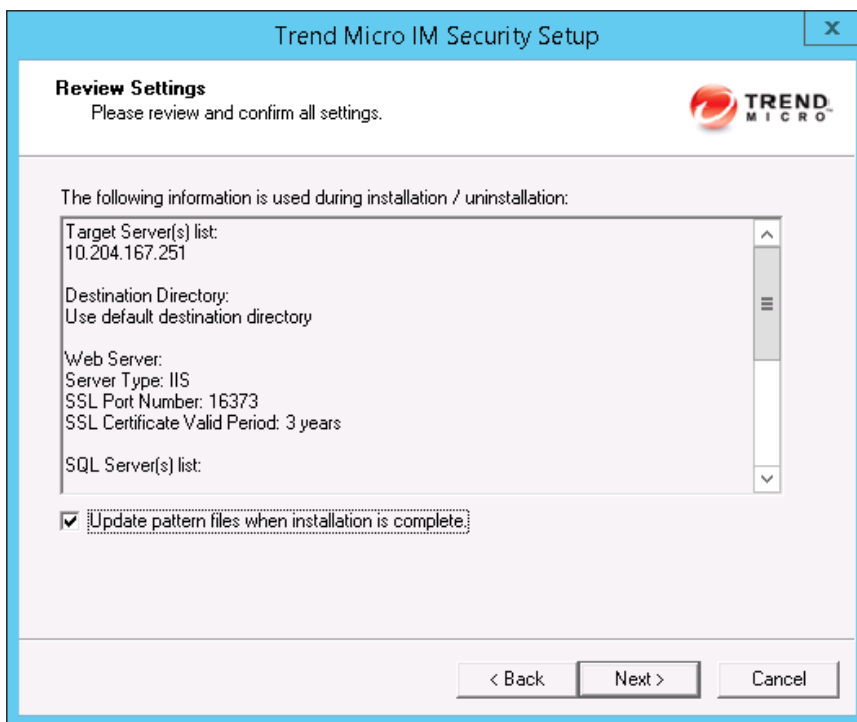 Trend Micro IM Security Setup
x
Review Settings
Please review and confirm all settings.
TREND
MICRO™
The following information is used during installation / uninstallation:
Target Server(s) list:
10.204.167.251
Destination Directory:
Use default destination directory
Web Server:
Server Type: IIS
SSL Port Number: 16373
SSL Certificate Valid Period: 3 years
SQL Server(s) list:
Update pattern files when installation is complete.
< Back
Next >
Cancel